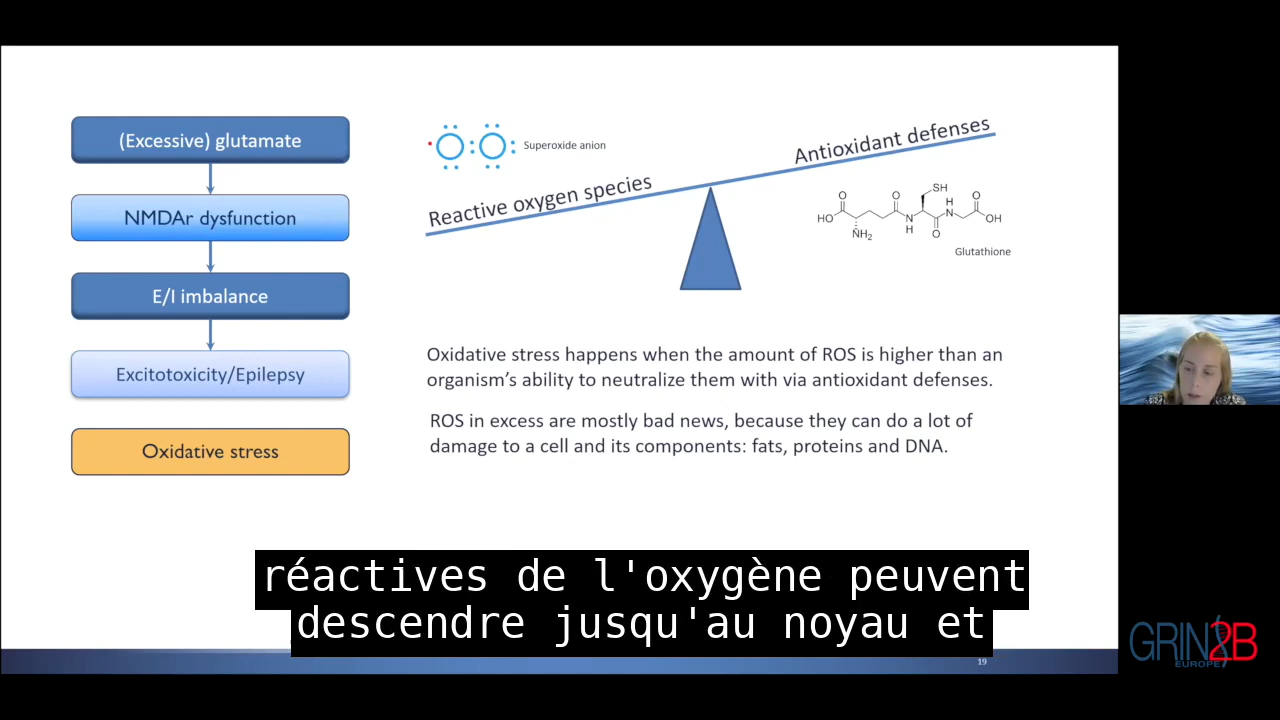 (Excessive) glutamate
NMDAr dysfunction
E/I imbalance
Excitotoxicity/Epilepsy
Oxidative stress
Superoxide anion
Reactive oxygen species
Antioxidant defenses
O
HO
NH2
O
N
H
SH
O
H
N
O
OH
Glutathione
Oxidative stress happens when the amount of ROS is higher than an
organism's ability to neutralize them with via antioxidant defenses.
ROS in excess are mostly bad news, because they can do a lot of
damage to a cell and its components: fats, proteins and DNA.
réactives de l'oxygène peuvent
descendre jusqu'au noyau et
19
GRIN2B
EUROPE